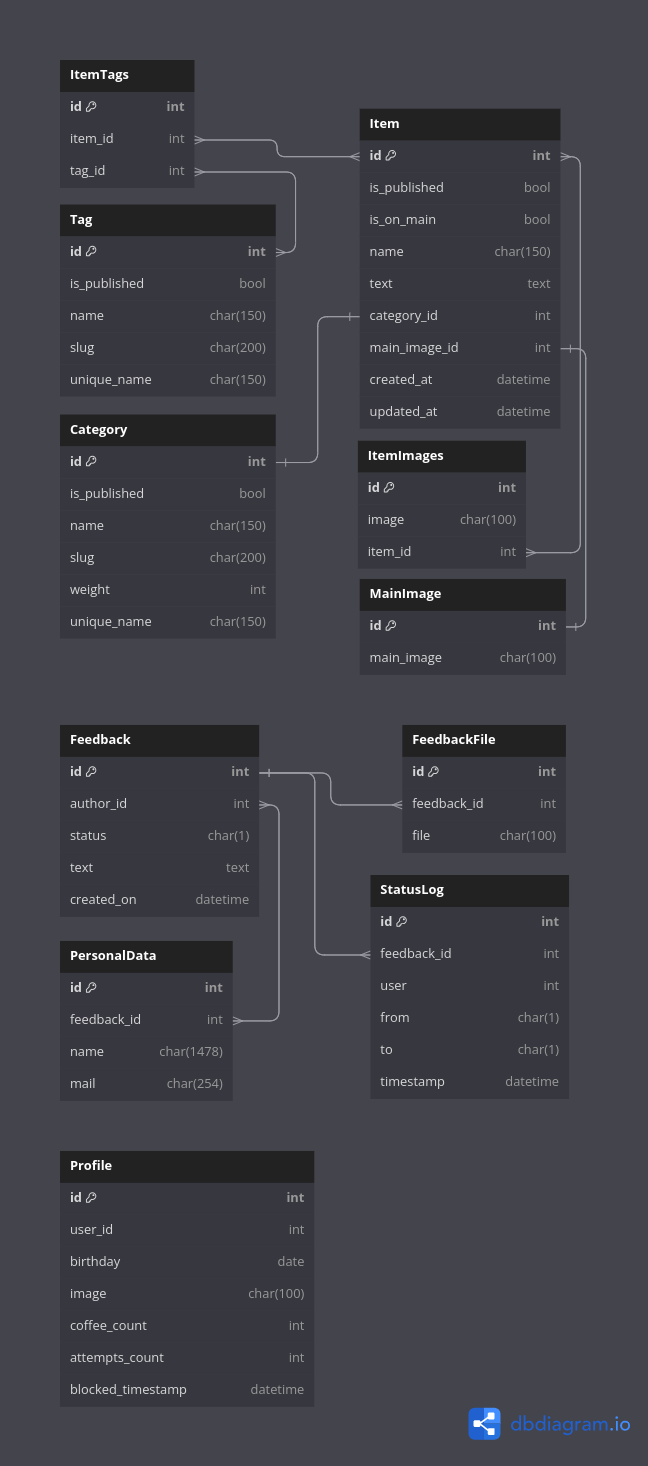 ItemTags
id int
item_id int
tag_id int
Tag
id int
is_published bool
name char(150)
slug char(200)
unique_name char(150)
Category
id int
is_published bool
name char(150)
slug char(200)
weight int
unique_name char(150)
Item
id int
is_published bool
is_on_main bool
name char(150)
text text
category_id int
main_image_id int
created_at datetime
updated_at datetime
ItemImages
id int
image char(100)
item_id int
MainImage
id int
main_image char(100)
Feedback
id int
author_id int
status char(1)
text text
created_on datetime
PersonalData
id int
feedback_id int
name char(1478)
mail char(254)
FeedbackFile
id int
feedback_id int
file char(100)
StatusLog
id int
feedback_id int
user int
from char(1)
to char(1)
timestamp datetime
Profile
id int
user_id int
birthday date
image char(100)
coffee_count int
attempts_count int
blocked_timestamp datetime
dbdiagram.io